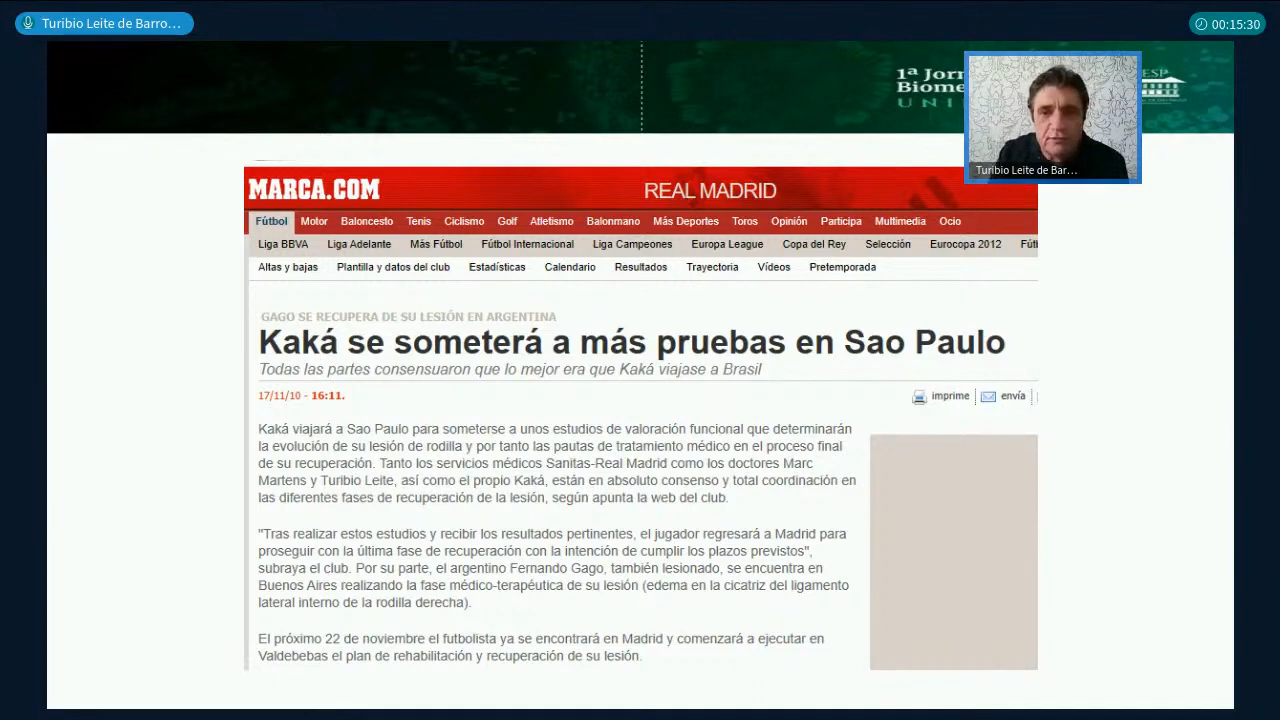 Turibio Leite de Barro…
00:15:30
1ª Jor
Biome
UNI
ESP
Turibio Leite de Bar…
MARCA.COM
REAL MADRID
Fútbol Motor Baloncesto Tenis Ciclismo Golf Atletismo Balonmano Más Deportes Toros Opinión Participa Multimedia Ocio
Liga BBVA Liga Adelante Más Fútbol Fútbol Internacional Liga Campeones Europa League Copa del Rey Selección Eurocopa 2012 Fút
Altas y bajas Plantilla y datos del club Estadísticas Calendario Resultados Trayectoria Vídeos Pretemporada
GAGO SE RECUPERA DE SU LESIÓN EN ARGENTINA
Kaká se someterá a más pruebas en Sao Paulo
Todas las partes consensuaron que lo mejor era que Kaká viajase a Brasil
17/11/10 - 16:11.
imprime envía
Kaká viajará a Sao Paulo para someterse a unos estudios de valoración funcional que determinarán
la evolución de su lesión de rodilla y por tanto las pautas de tratamiento médico en el proceso final
de su recuperación. Tanto los servicios médicos Sanitas-Real Madrid como los doctores Marc
Martens y Turibio Leite, así como el propio Kaká, están en absoluto consenso y total coordinación en
las diferentes fases de recuperación de la lesión, según apunta la web del club.
"Tras realizar estos estudios y recibir los resultados pertinentes, el jugador regresará a Madrid para
proseguir con la última fase de recuperación con la intención de cumplir los plazos previstos",
subraya el club. Por su parte, el argentino Fernando Gago, también lesionado, se encuentra en
Buenos Aires realizando la fase médico-terapéutica de su lesión (edema en la cicatriz del ligamento
lateral interno de la rodilla derecha).
El próximo 22 de noviembre el futbolista ya se encontrará en Madrid y comenzará a ejecutar en
Valdebebas el plan de rehabilitación y recuperación de su lesión.